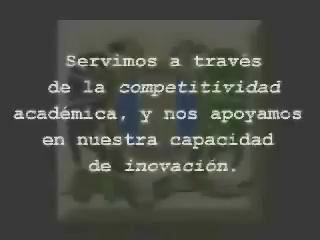 Servimos a través
de la competitividad
académica, y nos apoyamos
en nuestra capacidad
de inovación.